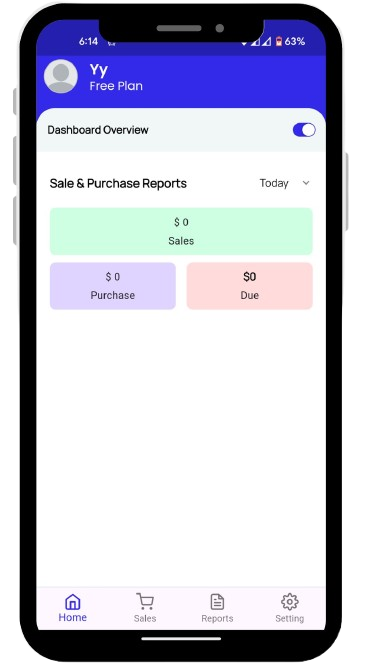 6:14 63%
Yy
Free Plan
Dashboard Overview
Sale & Purchase Reports Today
$ 0
Sales
$ 0 $0
Purchase Due
Home Sales Reports Setting